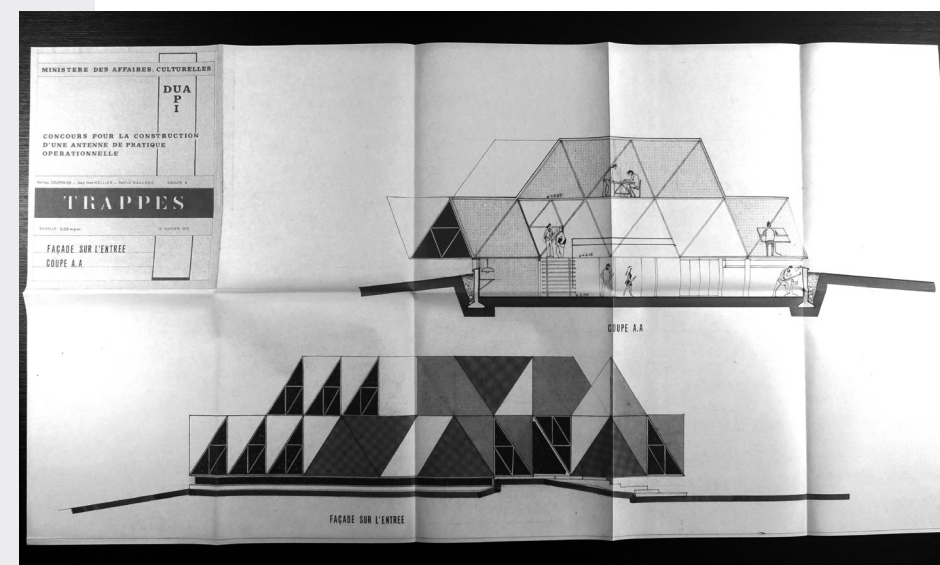 MINISTERE DES AFFAIRES. CULTURELLES
DUA
P
I
CONCOURS POUR LA CONSTRUCTION
D'UNE ANTENNE DE PRATIQUE
OPERATIONNELLE
TRAPPES
FAÇADE SUR L'ENTREE
COUPE A.A
COUPE A.A
FAÇADE SUR L'ENTREE